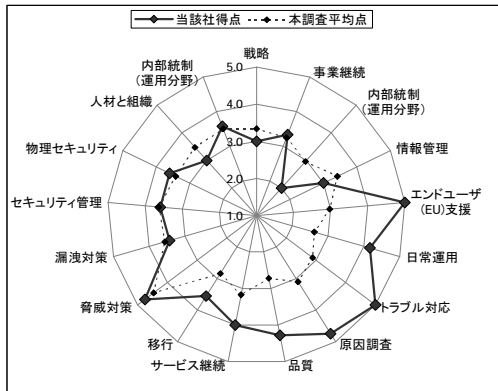 当該社得点 本調査平均点
戦略
事業継続
内部統制
(運用分野)
情報管理
エンドユーザ
(EU)支援
日常運用
トラブル対応
原因調査
品質
サービス継続
移行
脅威対策
漏洩対策
セキュリティ管理
物理セキュリティ
人材と組織
内部統制
(運用分野)
5.0
4.0
3.0
2.0
1.0